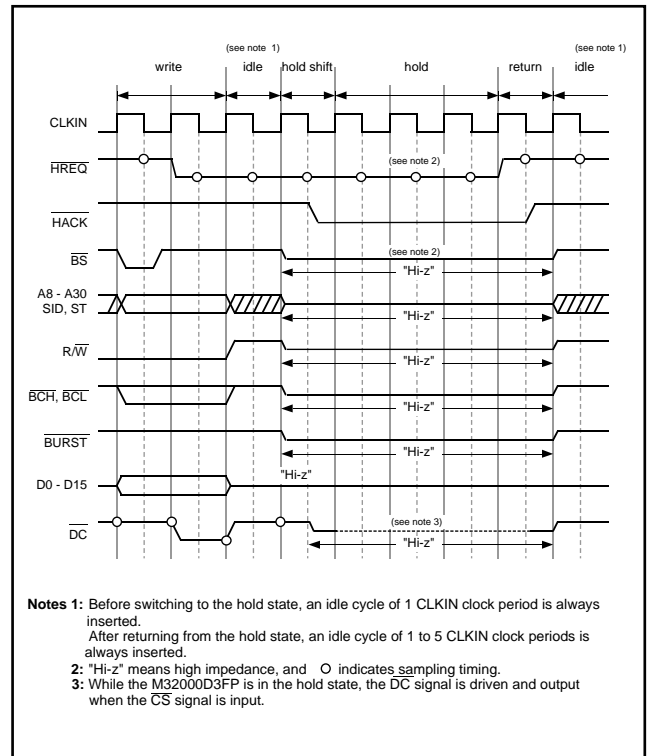 (see note 1)
(see note 1)
write idle hold shift hold return idle
CLKIN
HREQ (see note 2)
HACK
BS (see note 2)
"Hi-z"
A8 - A30
SID, ST
"Hi-z"
R/W
"Hi-z"
BCH, BCL
"Hi-z"
BURST
"Hi-z"
"Hi-z"
D0 - D15
DC (see note 3)
"Hi-z"
Notes 1: Before switching to the hold state, an idle cycle of 1 CLKIN clock period is always
inserted.
After returning from the hold state, an idle cycle of 1 to 5 CLKIN clock periods is
always inserted.
2: "Hi-z" means high impedance, and O indicates sampling timing.
3: While the M32000D3FP is in the hold state, the DC signal is driven and output
when the CS signal is input.